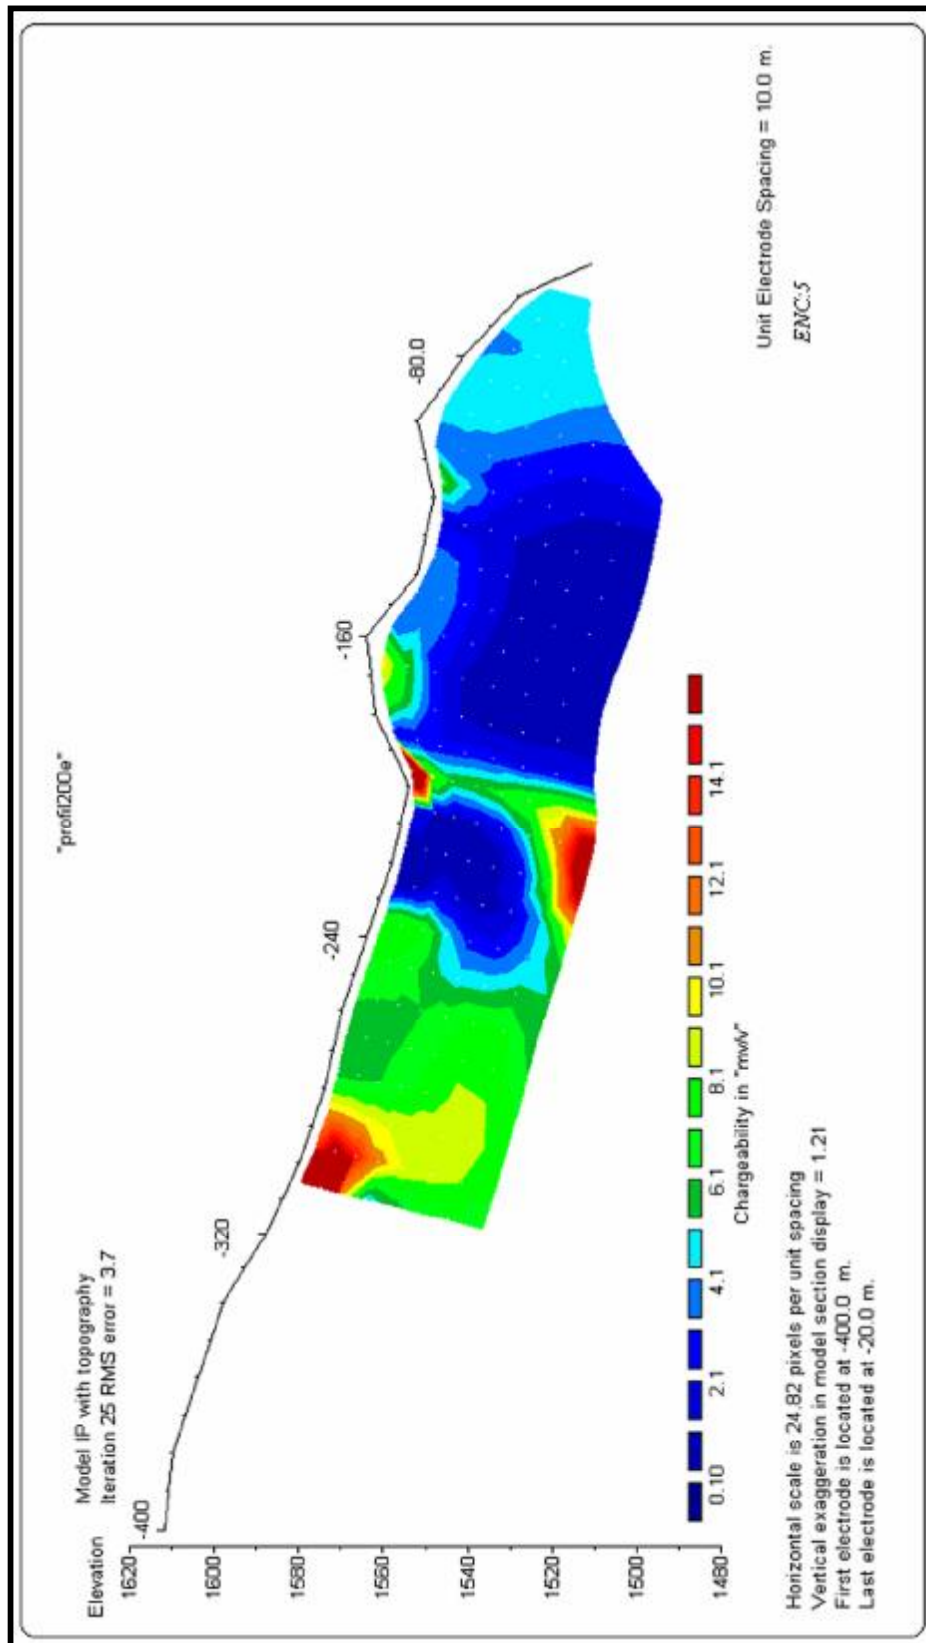 "profil200e"
Model IP with topography
Iteration 25 RMS error = 3.7
Elevation
1620
1600
1580
1560
1540
1520
1500
1480
-400
-320
-240
-160
-80.0
0.10 2.1 4.1 6.1 8.1 10.1 12.1 14.1
Chargeability in "mv/v"
Horizontal scale is 24.82 pixels per unit spacing
Vertical exaggeration in model section display = 1.21
First electrode is located at -400.0 m.
Last electrode is located at -20.0 m.
Unit Electrode Spacing = 10.0 m.
ENC:5